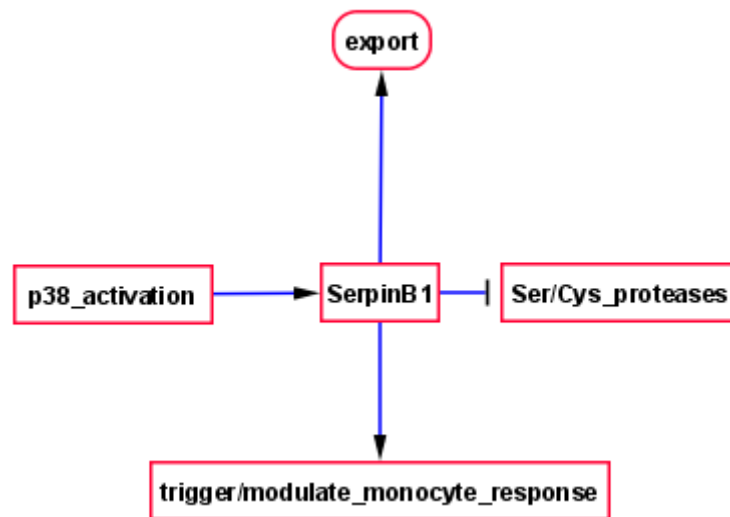 export
p38_activation
SerpinB1
Ser/Cys_proteases
trigger/modulate_monocyte_response